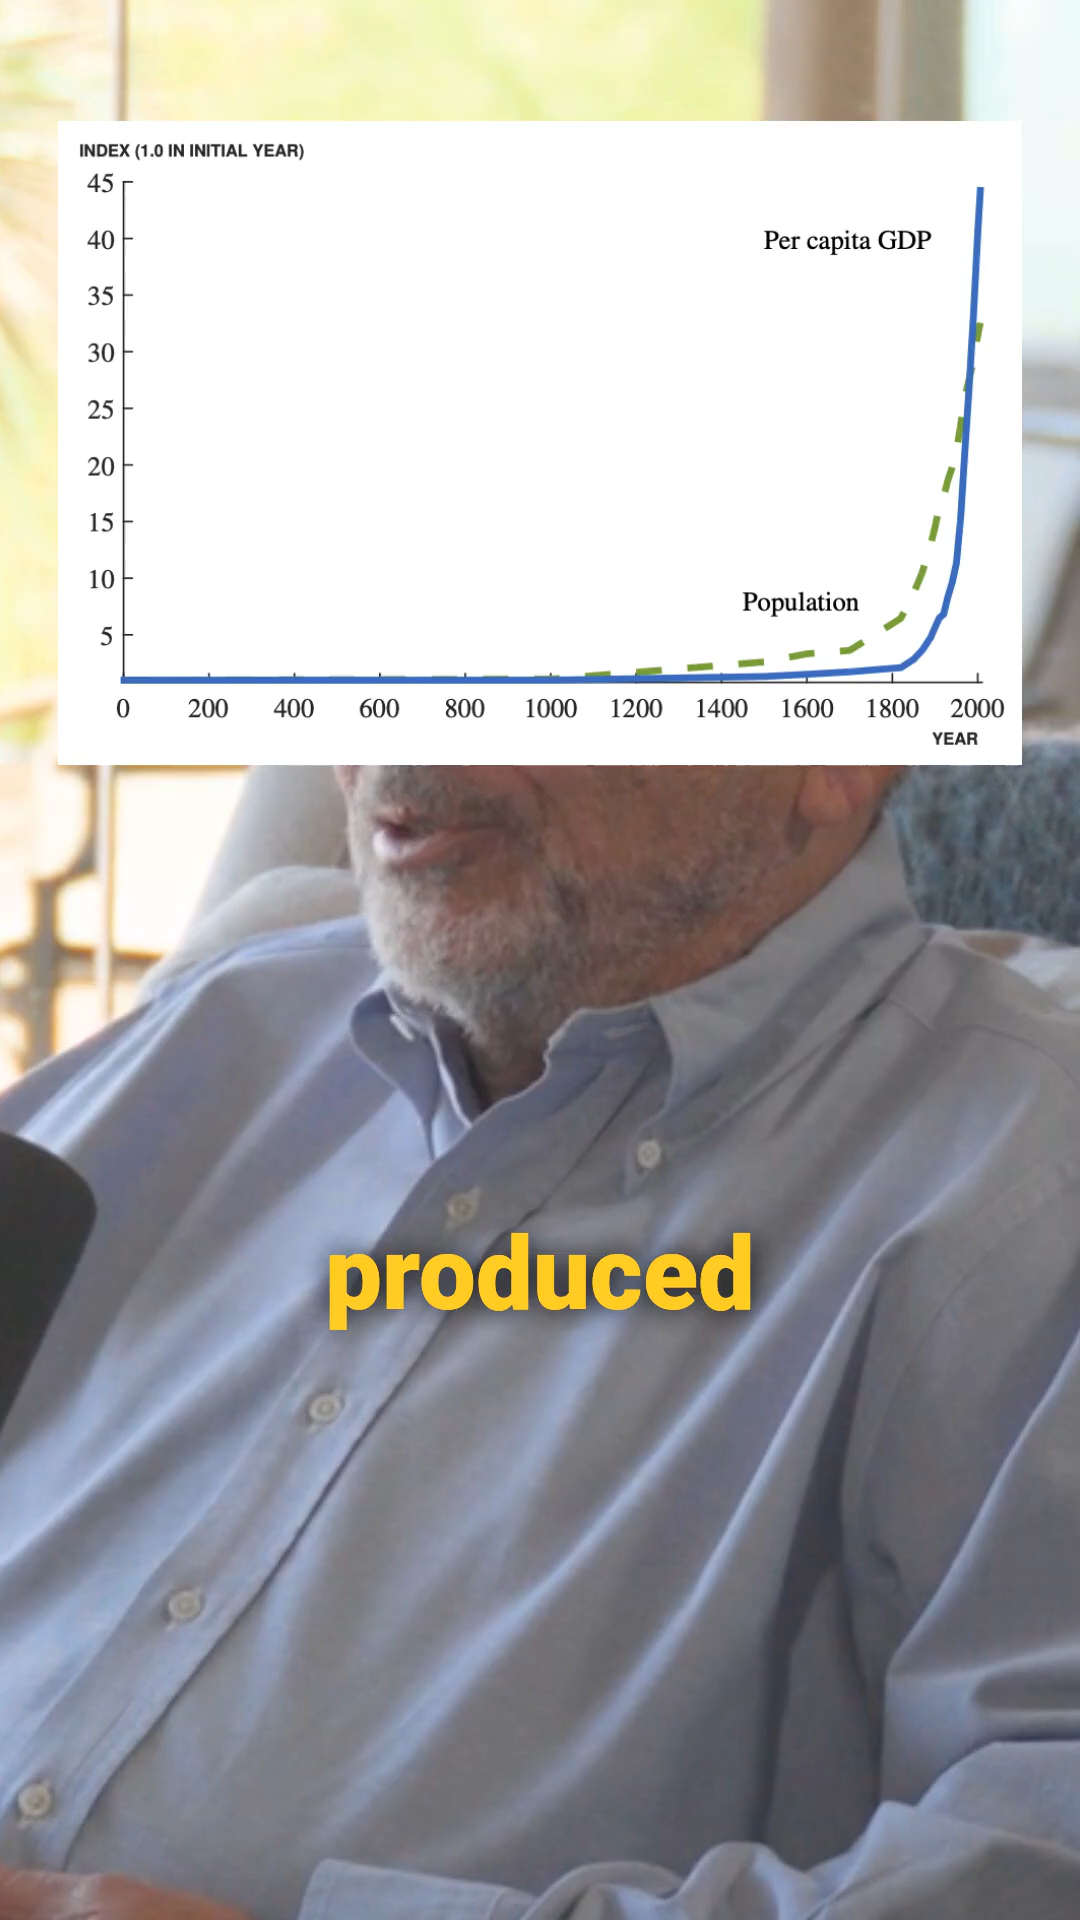 INDEX (1.0 IN INITIAL YEAR)
45
40
Per capita GDP
35
30
25
20
15
10
Population
5
0 200 400 600 800 1000 1200 1400 1600 1800 2000
YEAR
produced